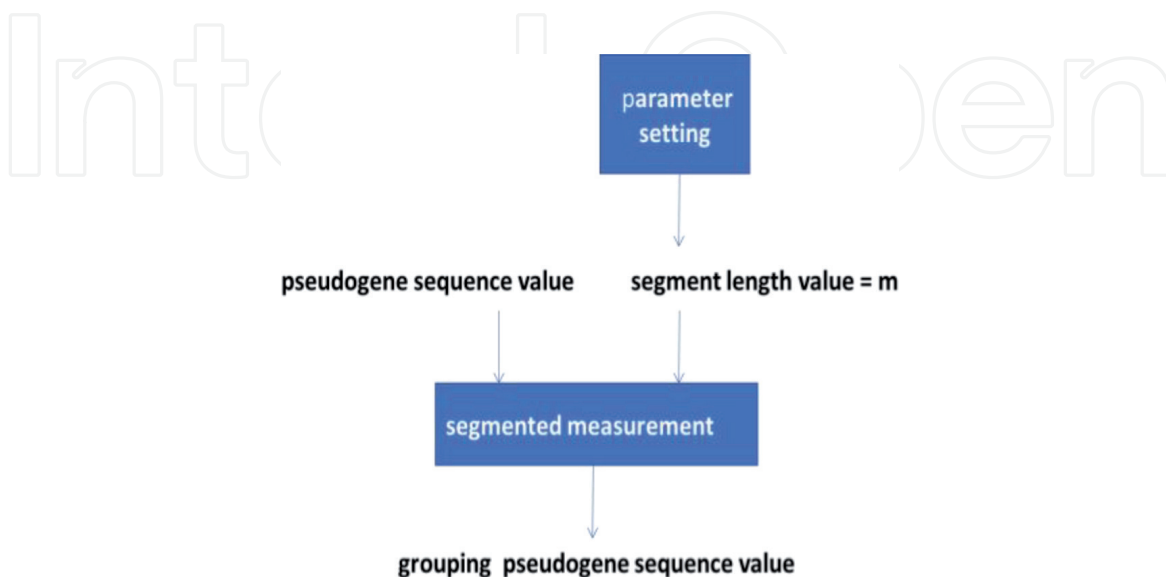 parameter
setting
pseudogene sequence value
segment length value = m
segmented measurement
grouping pseudogene sequence value